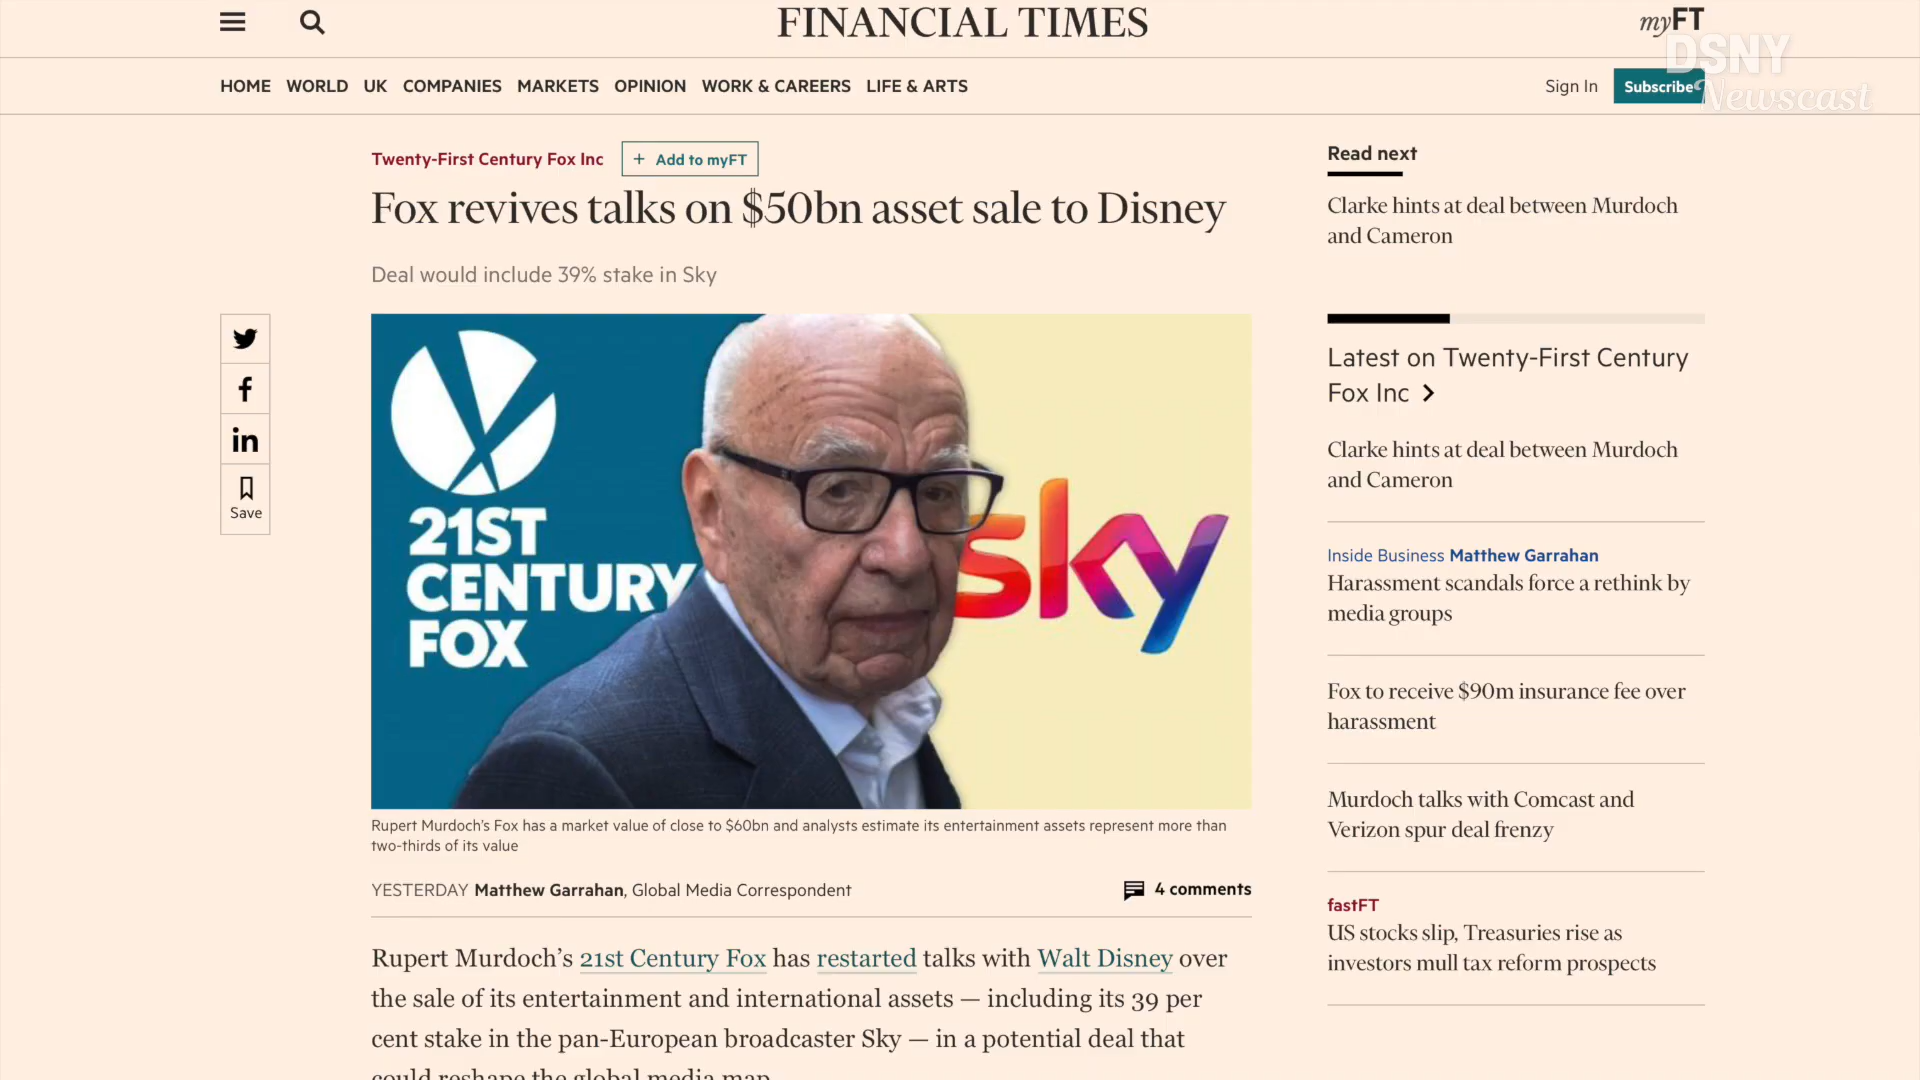 FINANCIAL TIMES
myFT
DSNY
Newscast
HOME WORLD UK COMPANIES MARKETS OPINION WORK & CAREERS LIFE & ARTS
Sign In
Subscribe
Twenty-First Century Fox Inc
+ Add to myFT
Fox revives talks on $50bn asset sale to Disney
Deal would include 39% stake in Sky
Save
21ST
CENTURY
FOX
sky
Rupert Murdoch's Fox has a market value of close to $60bn and analysts estimate its entertainment assets represent more than
two-thirds of its value
YESTERDAY Matthew Garrahan, Global Media Correspondent
4 comments
Rupert Murdoch's 21st Century Fox has restarted talks with Walt Disney over
the sale of its entertainment and international assets — including its 39 per
cent stake in the pan-European broadcaster Sky — in a potential deal that
could reshape the global media map.
Read next
Clarke hints at deal between Murdoch
and Cameron
Latest on Twenty-First Century
Fox Inc
Clarke hints at deal between Murdoch
and Cameron
Inside Business Matthew Garrahan
Harassment scandals force a rethink by
media groups
Fox to receive $90m insurance fee over
harassment
Murdoch talks with Comcast and
Verizon spur deal frenzy
fastFT
US stocks slip, Treasuries rise as
investors mull tax reform prospects